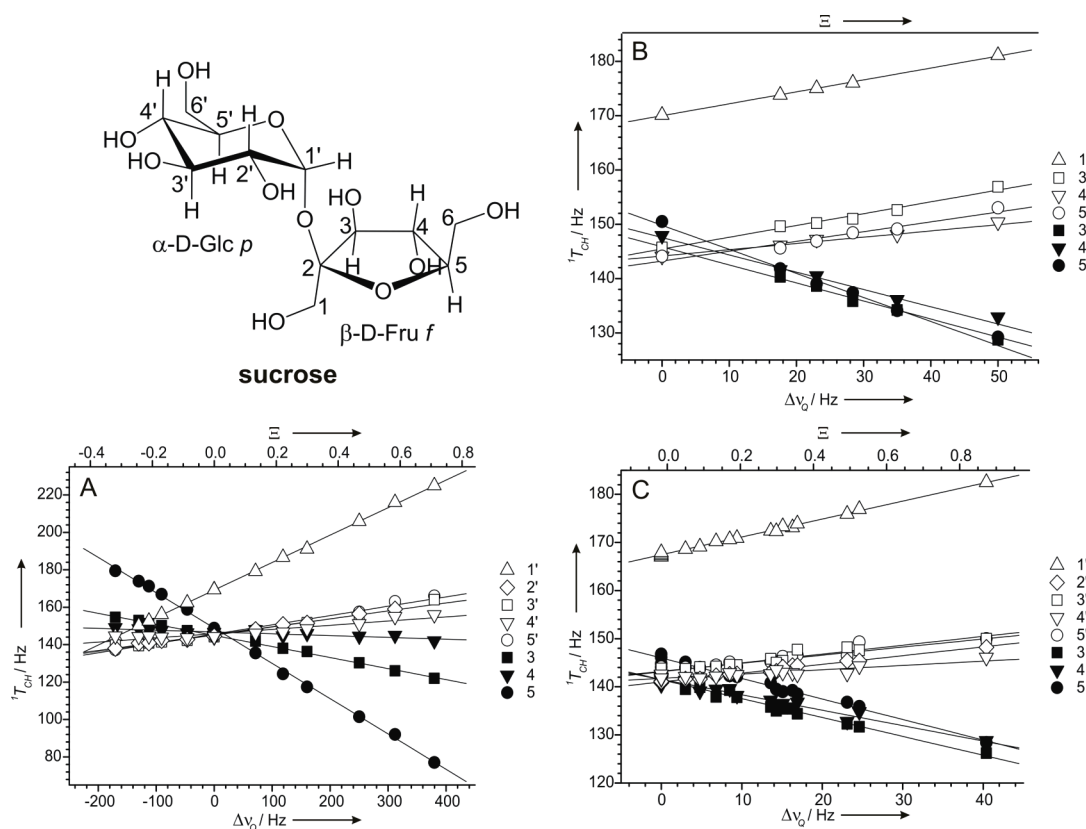 OH
H
4'
6'
5'
O
HO
H
1'
H
HO
3'
H
2'
OH
H
O
α-D-Glc p
HO
3
H
4
6
OH
2
H
OH
5
O
H
1
HO
β-D-Fru f
sucrose
B
Ξ
180
170
160
150
140
130
¹T_CH / Hz
0 10 20 30 40 50
Δν_Q / Hz
1
3
4
5
3
4
5
A
Ξ
-0.4 -0.2 0.0 0.2 0.4 0.6 0.8
220
200
180
160
140
120
100
80
¹T_CH / Hz
-200 -100 0 100 200 300 400
Δν_Q / Hz
1'
2'
3'
4'
5'
3
4
5
C
Ξ
0.0 0.2 0.4 0.6 0.8
180
170
160
150
140
130
120
¹T_CH / Hz
0 10 20 30 40
Δν_Q / Hz
1'
2'
3'
4'
5
3
4
5